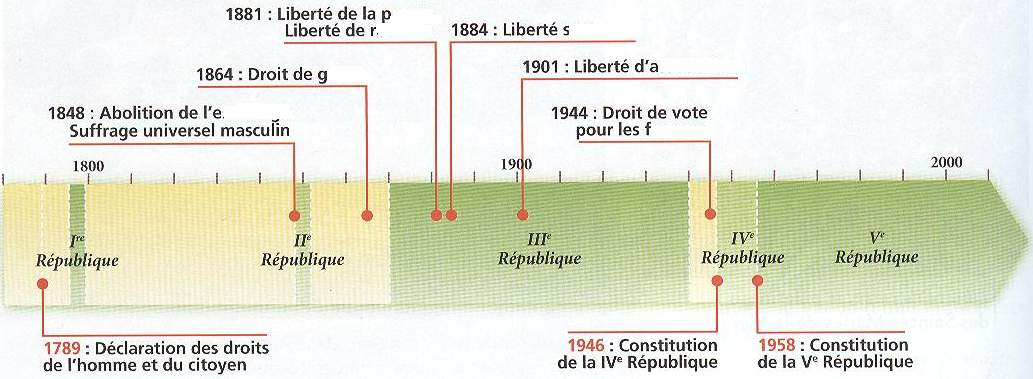 1881 : Liberté de la p
Liberté de r
1884 : Liberté s
1901 : Liberté d'a
1864 : Droit de g
1848 : Abolition de l'e
Suffrage universel masculin
1944 : Droit de vote
pour les f
1800
1900
2000
Ire
République
IIe
République
IIIe
République
IVe
République
Ve
République
1789 : Déclaration des droits
de l'homme et du citoyen
1946 : Constitution
de la IVe République
1958 : Constitution
de la Ve République